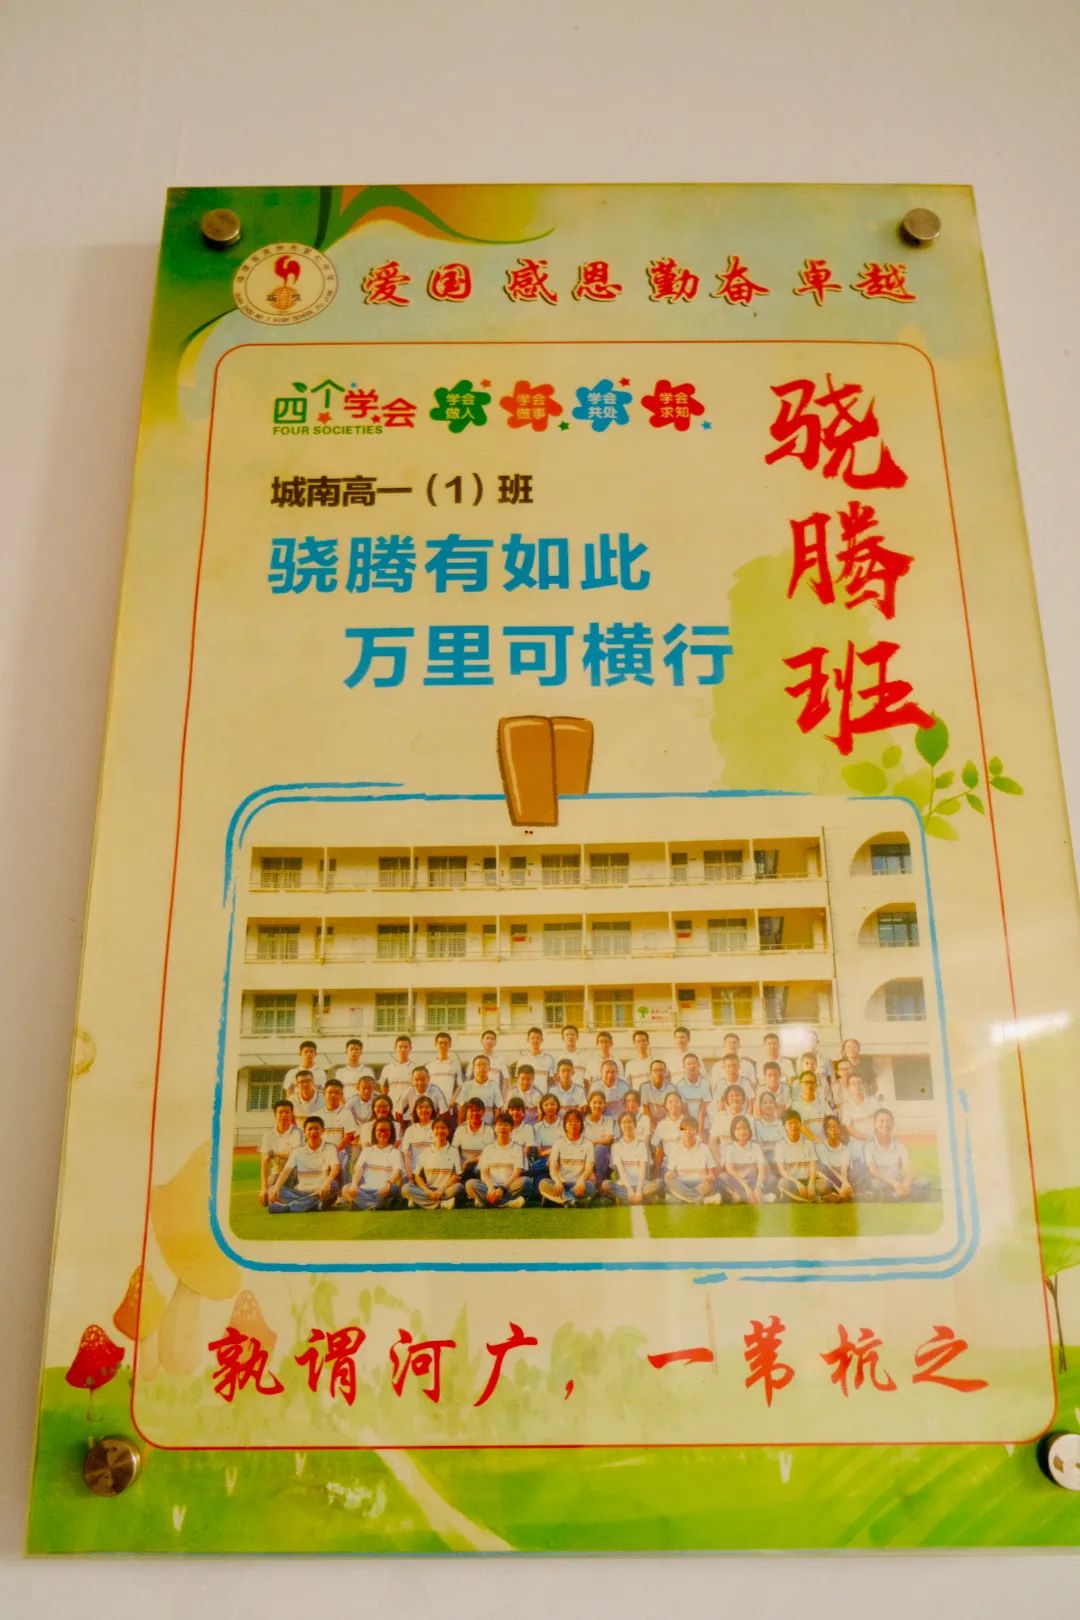 爱国 感恩 勤奋 卓越
四个学会
FOUR SOCIETIES
学会做人
学会做事
学会共处
学会求知
骁腾班
城南高一（1）班
骁腾有如此
万里可横行
孰谓河广，一苇杭之